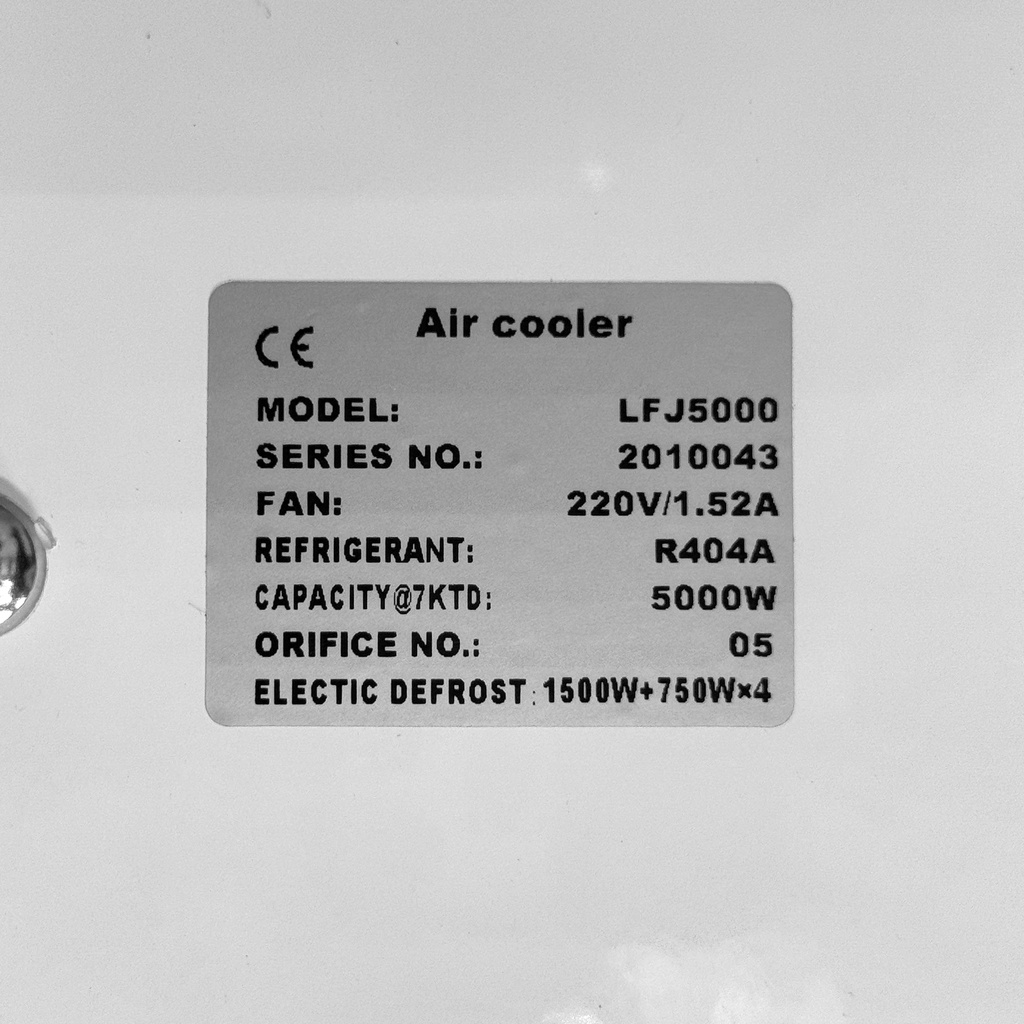 Air cooler
CE
MODEL: LFJ5000
SERIES NO.: 2010043
FAN: 220V/1.52A
REFRIGERANT: R404A
CAPACITY@7KTD: 5000W
ORIFICE NO.: 05
ELECTIC DEFROST: 1500W+750W×4